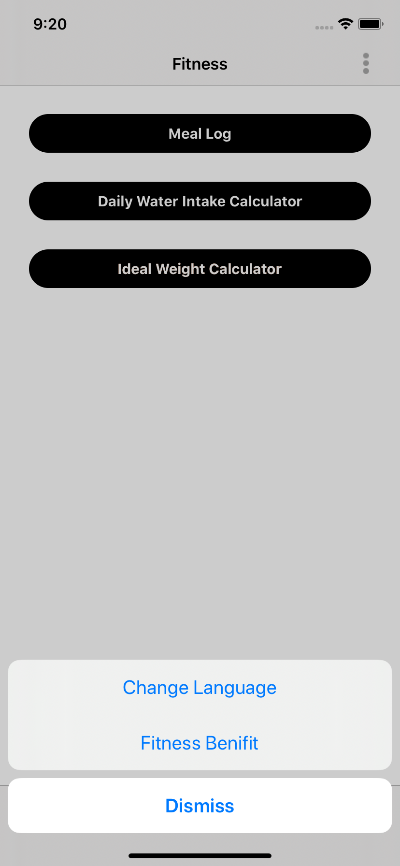 9:20
Fitness
Meal Log
Daily Water Intake Calculator
Ideal Weight Calculator
Change Language
Fitness Benifit
Dismiss